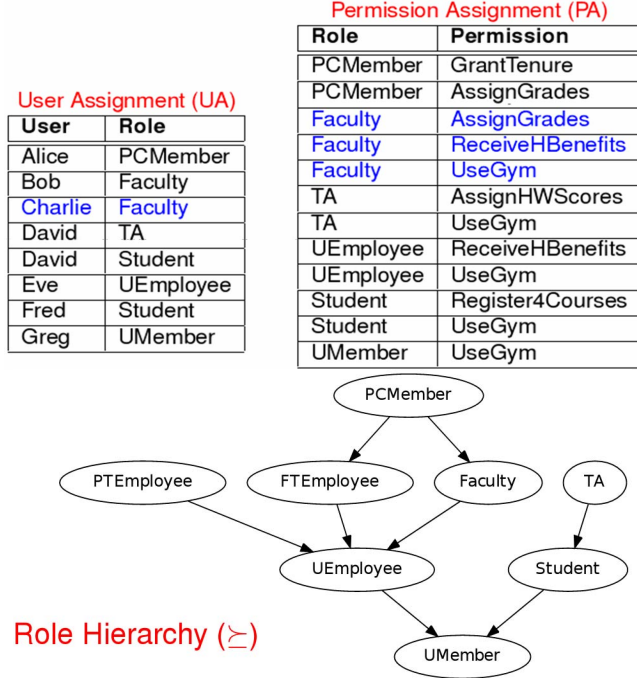 Permission Assignment (PA)
Role Permission
PCMember GrantTenure
PCMember AssignGrades
Faculty AssignGrades
Faculty ReceiveHBenefits
Faculty UseGym
TA AssignHWScores
TA UseGym
UEmployee ReceiveHBenefits
UEmployee UseGym
Student Register4Courses
Student UseGym
UMember UseGym
User Assignment (UA)
User Role
Alice PCMember
Bob Faculty
Charlie Faculty
David TA
David Student
Eve UEmployee
Fred Student
Greg UMember
PCMember
PTEmployee FTEmployee Faculty TA
UEmployee Student
UMember
Role Hierarchy (⪰)